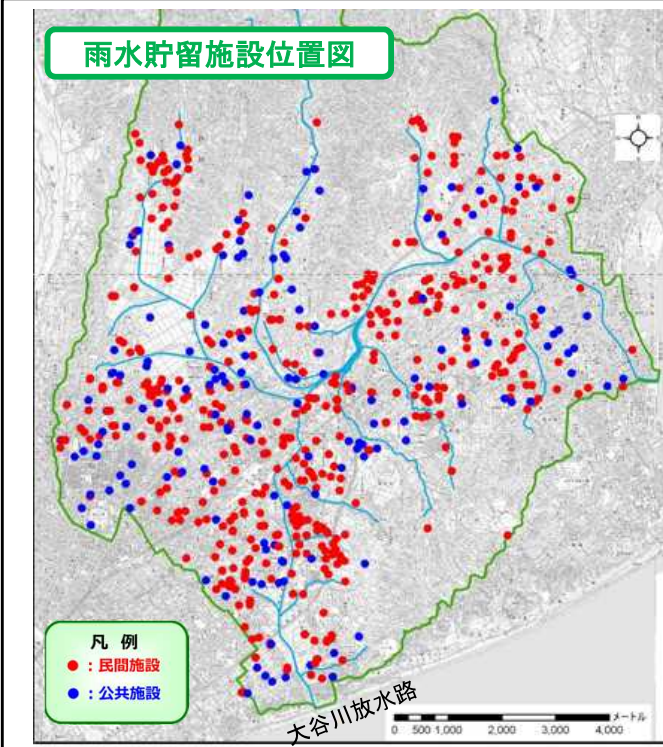 雨水貯留施設位置図
凡 例
● : 民間施設
● : 公共施設
大谷川放水路
メートル
0 500 1,000 2,000 3,000 4,000